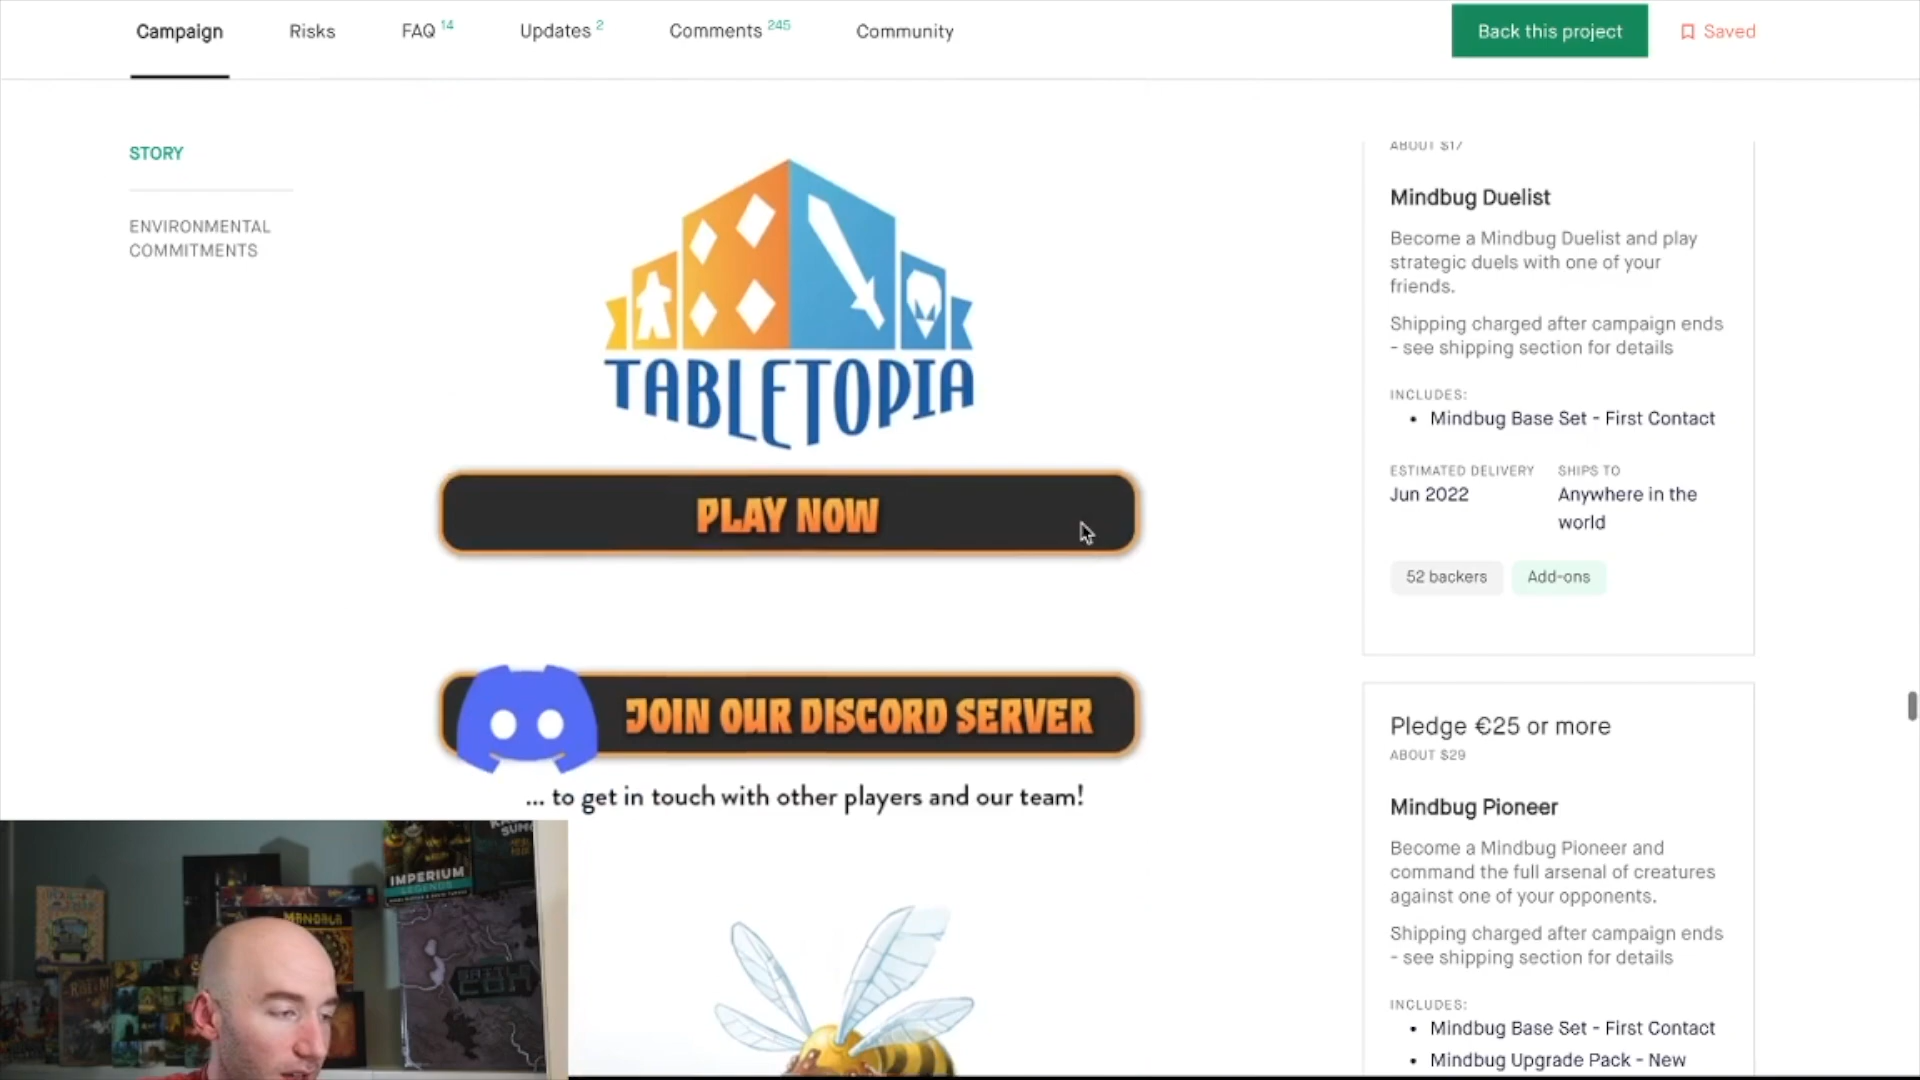 Campaign
Risks
FAQ 14
Updates 2
Comments 245
Community
Back this project
Saved
STORY
ENVIRONMENTAL
COMMITMENTS
TABLETOPIA
PLAY NOW
JOIN OUR DISCORD SERVER
... to get in touch with other players and our team!
ABOUT $17
Mindbug Duelist
Become a Mindbug Duelist and play
strategic duels with one of your
friends.
Shipping charged after campaign ends
- see shipping section for details
INCLUDES:
• Mindbug Base Set - First Contact
ESTIMATED DELIVERY
Jun 2022
SHIPS TO
Anywhere in the
world
52 backers
Add-ons
Pledge €25 or more
ABOUT $29
Mindbug Pioneer
Become a Mindbug Pioneer and
command the full arsenal of creatures
against one of your opponents.
Shipping charged after campaign ends
- see shipping section for details
INCLUDES:
• Mindbug Base Set - First Contact
• Mindbug Upgrade Pack - New
IMPERIUM
LEGENDS
MANDALA